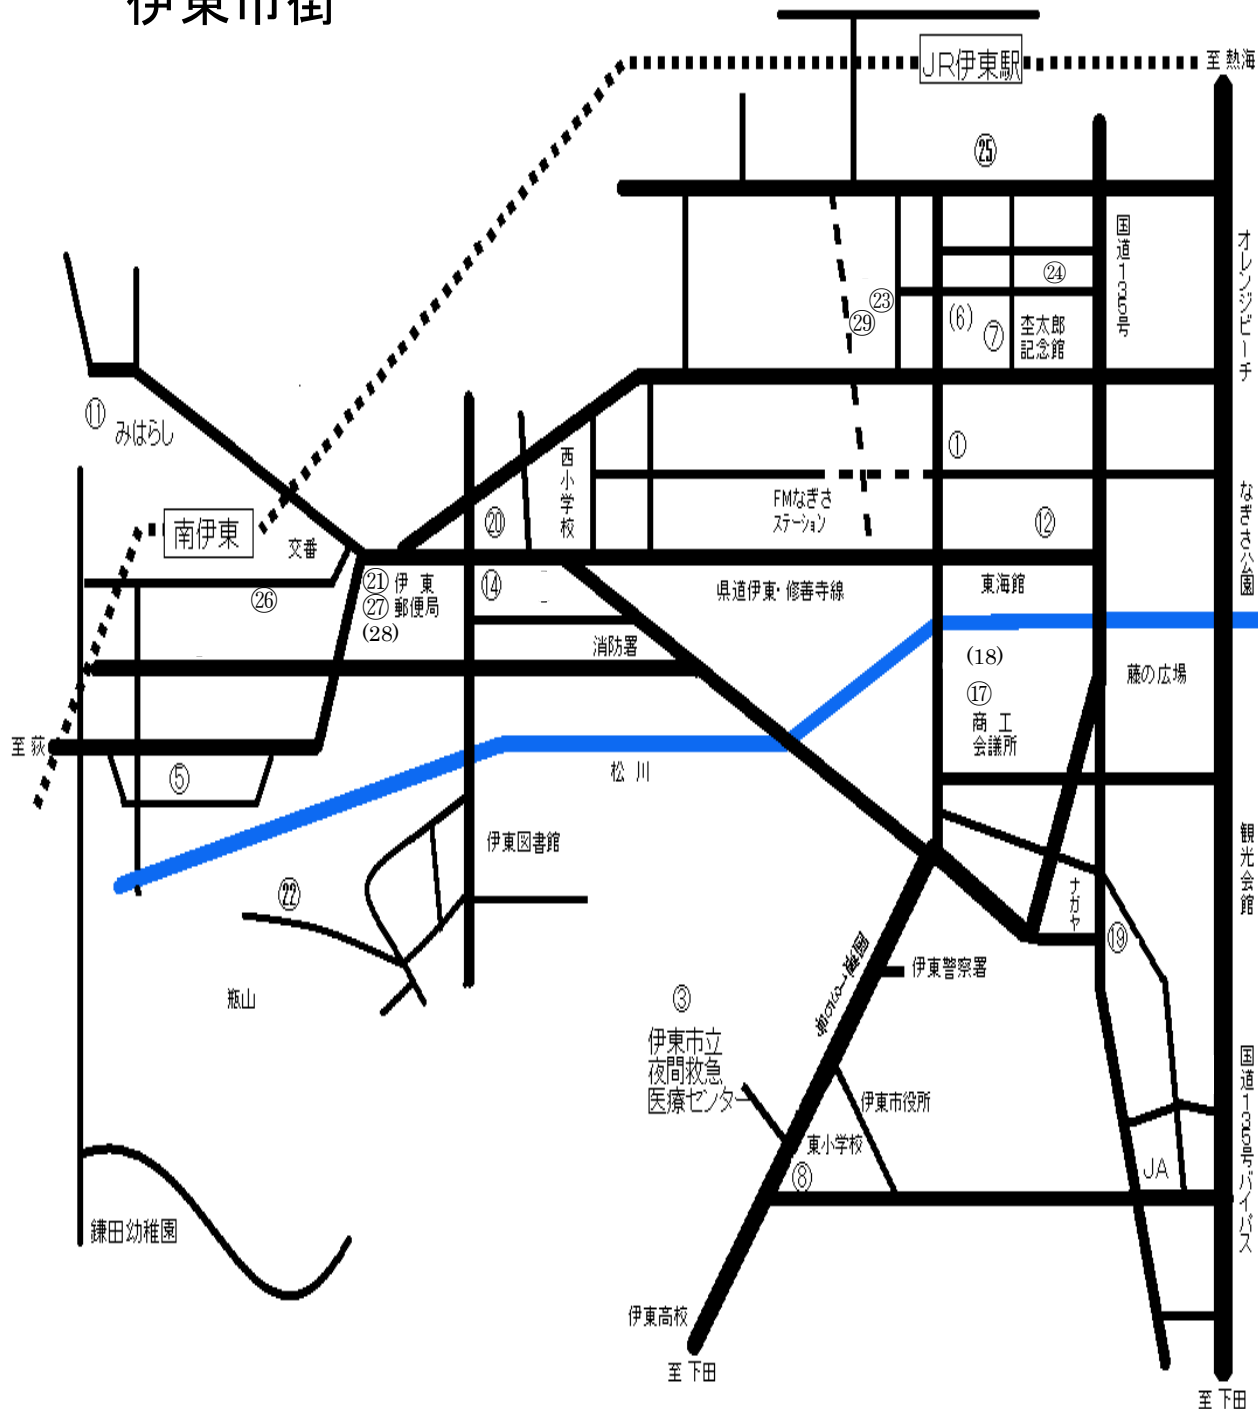 伊東市街
JR伊東駅
至 熱海
㉕
国道135号
オレンジビーチ
㉔
㉓
㉙
(6)
⑦
杢太郎
記念館
⑪
みはらし
①
西小学校
FMなぎさ
ステーション
なぎさ公園
⑳
⑫
南伊東
交番
㉖
㉑ 伊 東
㉗ 郵便局
(28)
⑭
県道伊東・修善寺線
東海館
消防署
(18)
⑰
商 工
会議所
藤の広場
至 荻
⑤
松 川
伊東図書館
観光会館
㉒
ナガヤ
⑲
瓶山
伊東警察署
③
伊東市立
夜間救急
医療センター
伊東市役所
東小学校
⑧
JA
国道135号バイパス
鎌田幼稚園
伊東高校
至 下田
至 下田